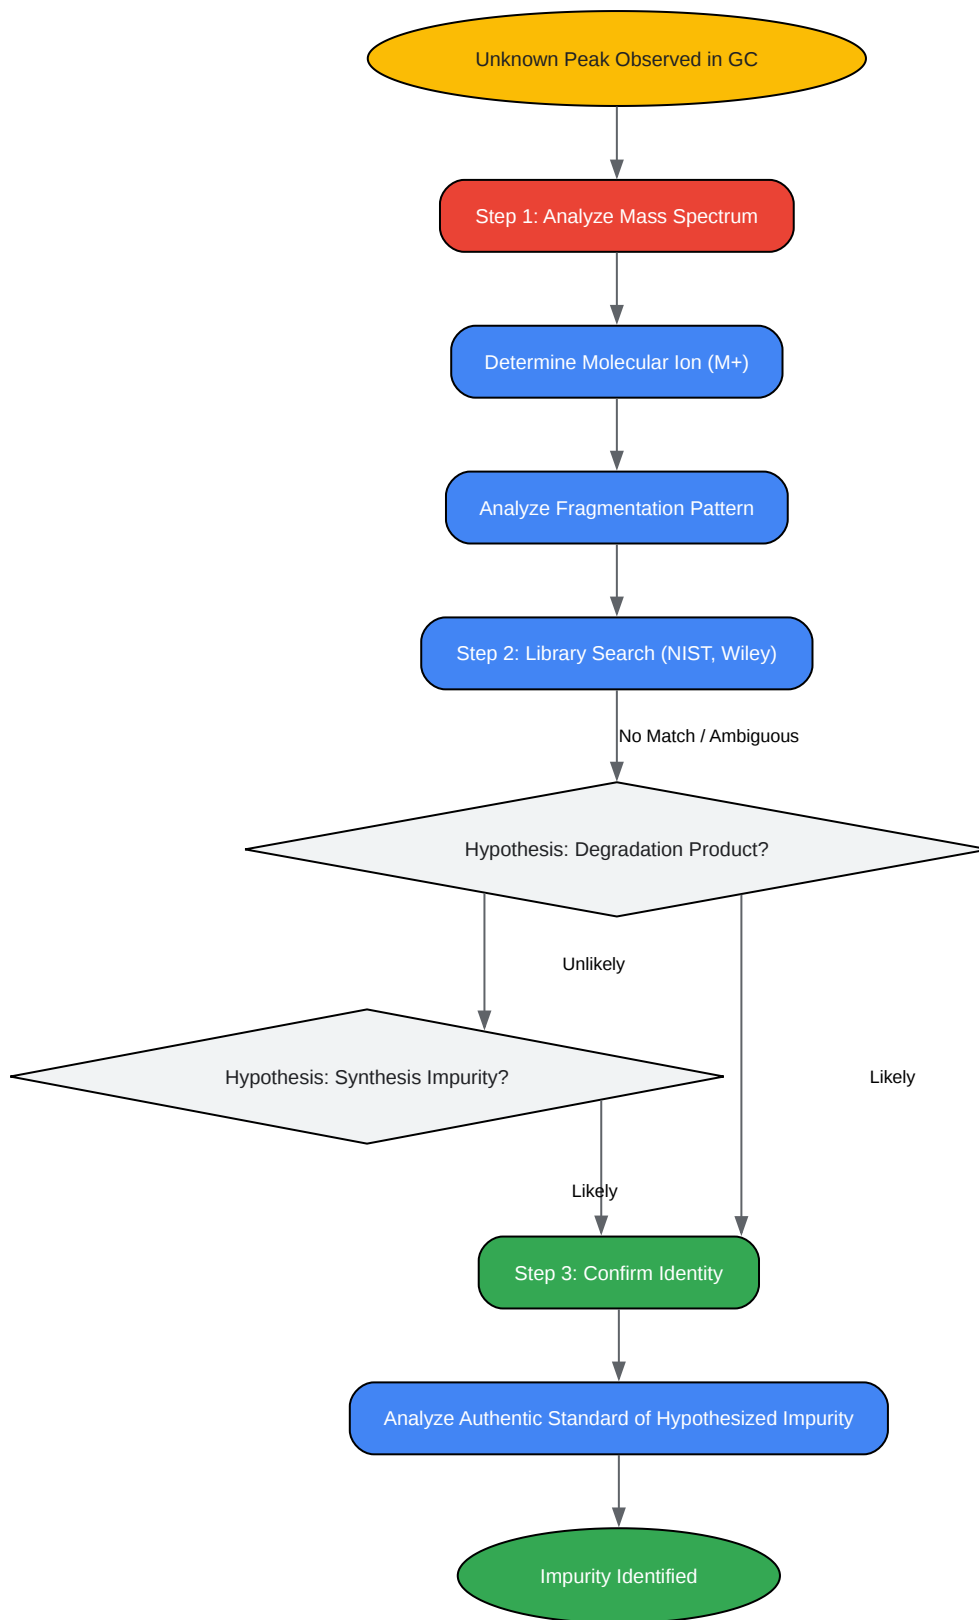 Unknown Peak Observed in GC
Step 1: Analyze Mass Spectrum
Determine Molecular Ion (M+)
Analyze Fragmentation Pattern
Step 2: Library Search (NIST, Wiley)
No Match / Ambiguous
Hypothesis: Degradation Product?
Unlikely
Hypothesis: Synthesis Impurity?
Likely
Likely
Step 3: Confirm Identity
Analyze Authentic Standard of Hypothesized Impurity
Impurity Identified